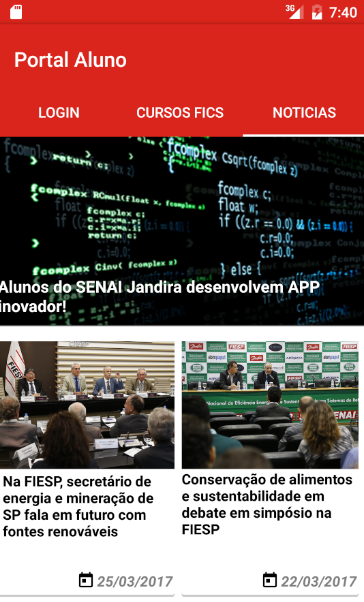 3G 7:40
Portal Aluno
LOGIN CURSOS FICS NOTICIAS
return c;
fcomplex Csqrt(fcomplex z)
{
fcomplex RCmul(float x, fcomplex
{
fcomplex c;
c.r=x*a.r;
return c;
fcomplex c;
float w;
if ((z.r == 0.0) && (z.i
c.r=0.0;
c.i=0.0;
} else {
fcomplex Cinv( fcomplex z)
Alunos do SENAI Jandira desenvolvem APP
inovador!
FIESP
Na FIESP, secretário de
energia e mineração de
SP fala em futuro com
fontes renováveis
25/03/2017
Danfoss
FIESP
SENAI
Conservação de alimentos
e sustentabilidade em
debate em simpósio na
FIESP
22/03/2017